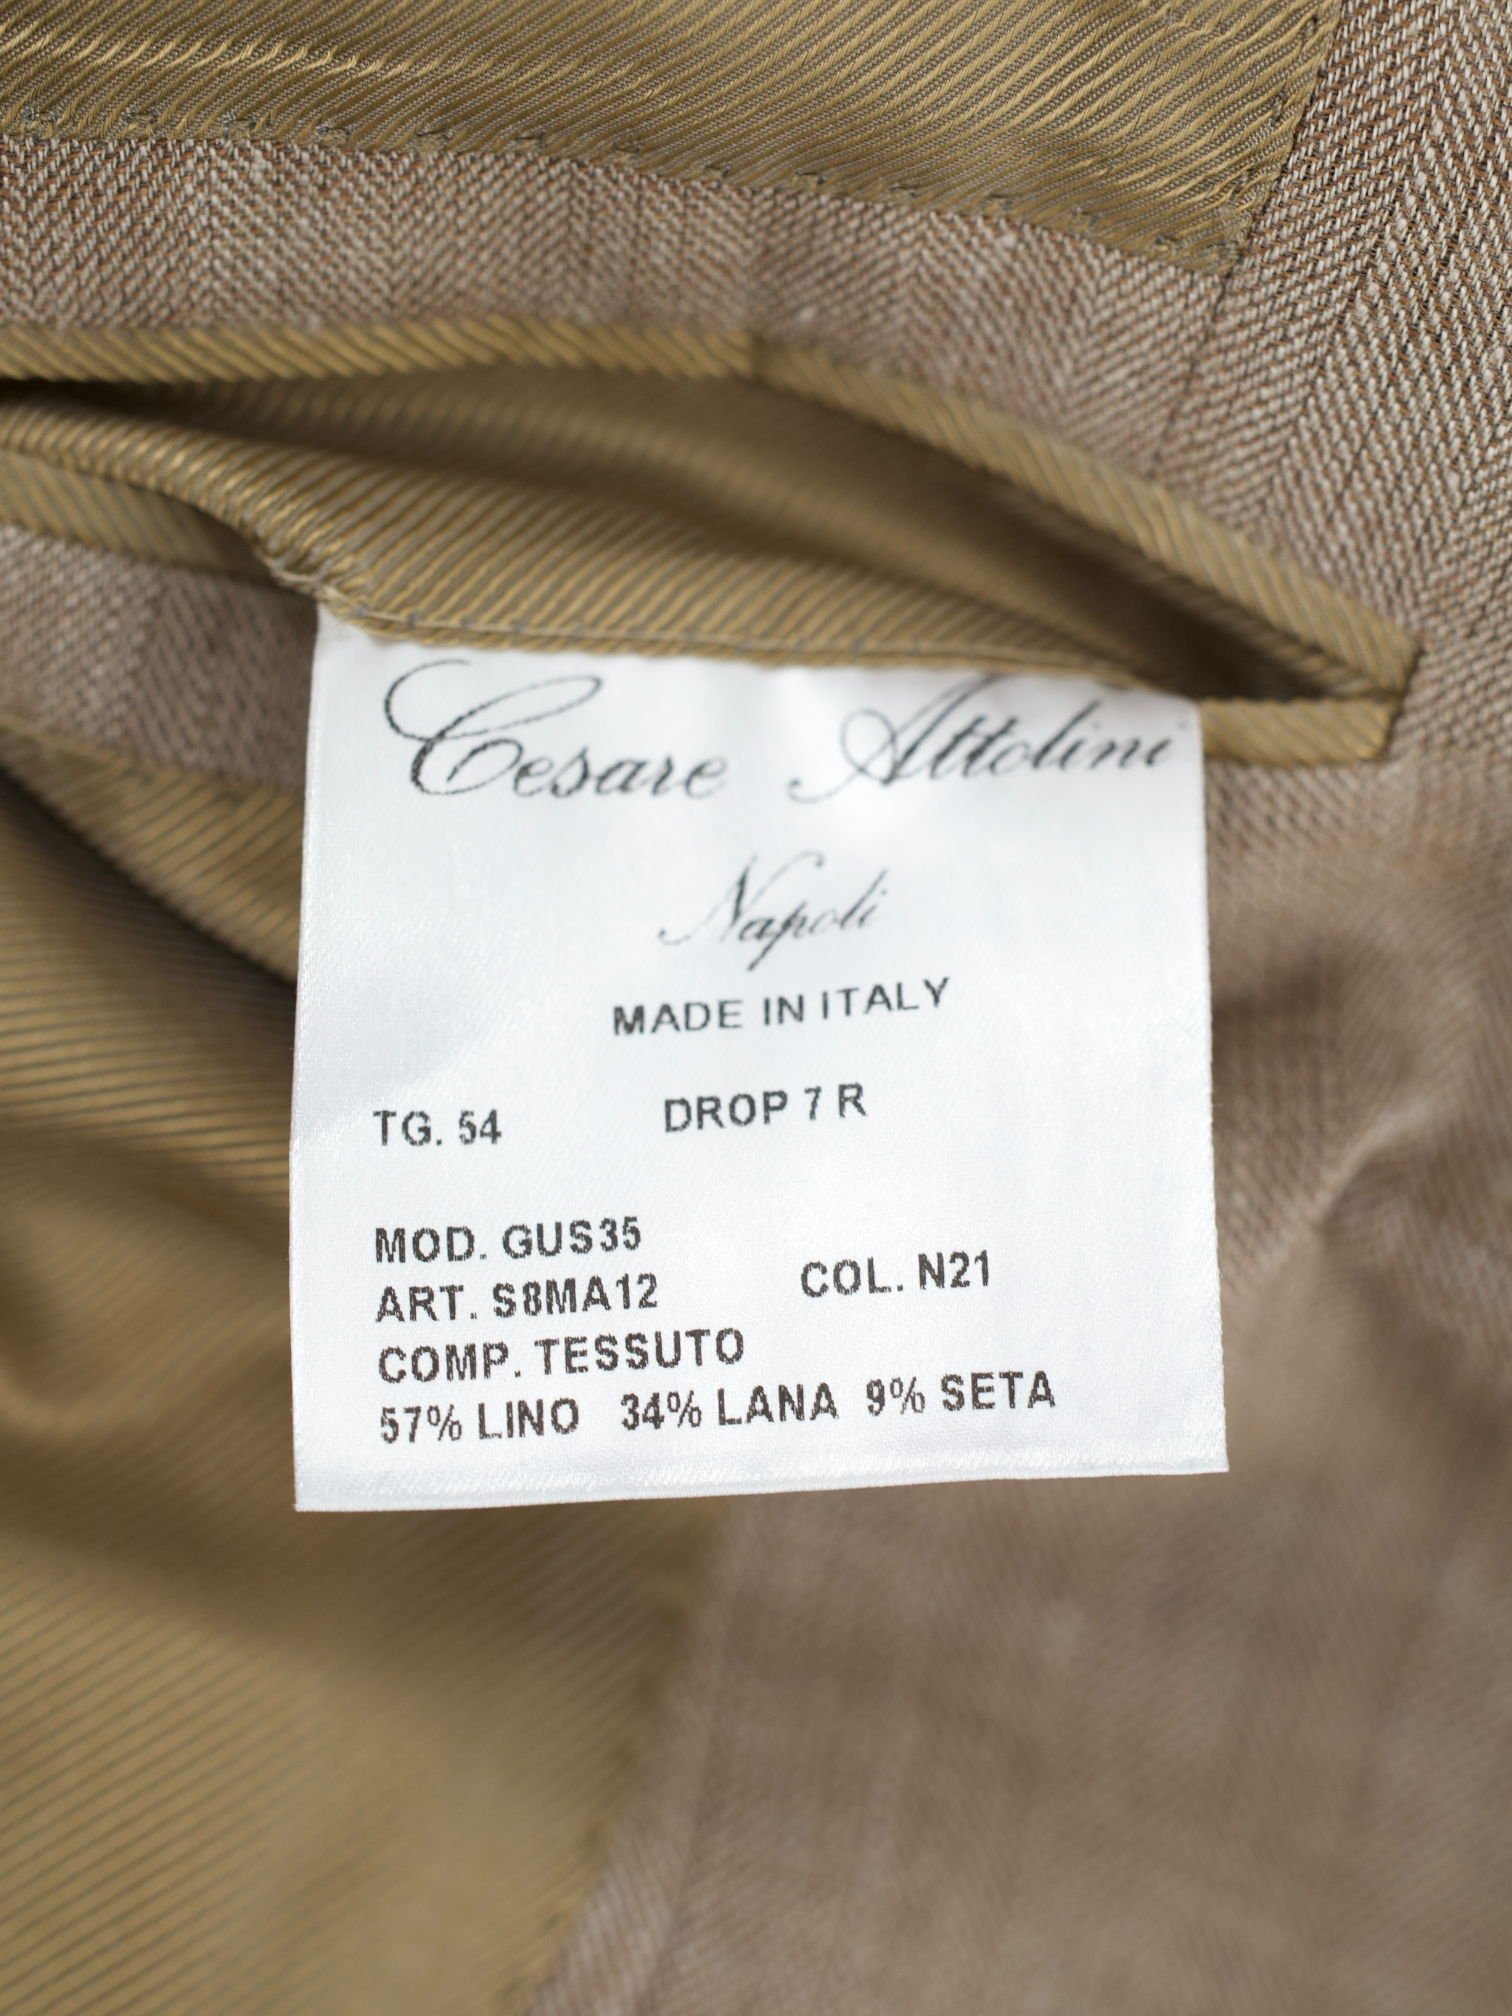 Cesare Attolini
Napoli
MADE IN ITALY
TG. 54 DROP 7 R
MOD. GUS35
ART. S8MA12 COL. N21
COMP. TESSUTO
57% LINO 34% LANA 9% SETA